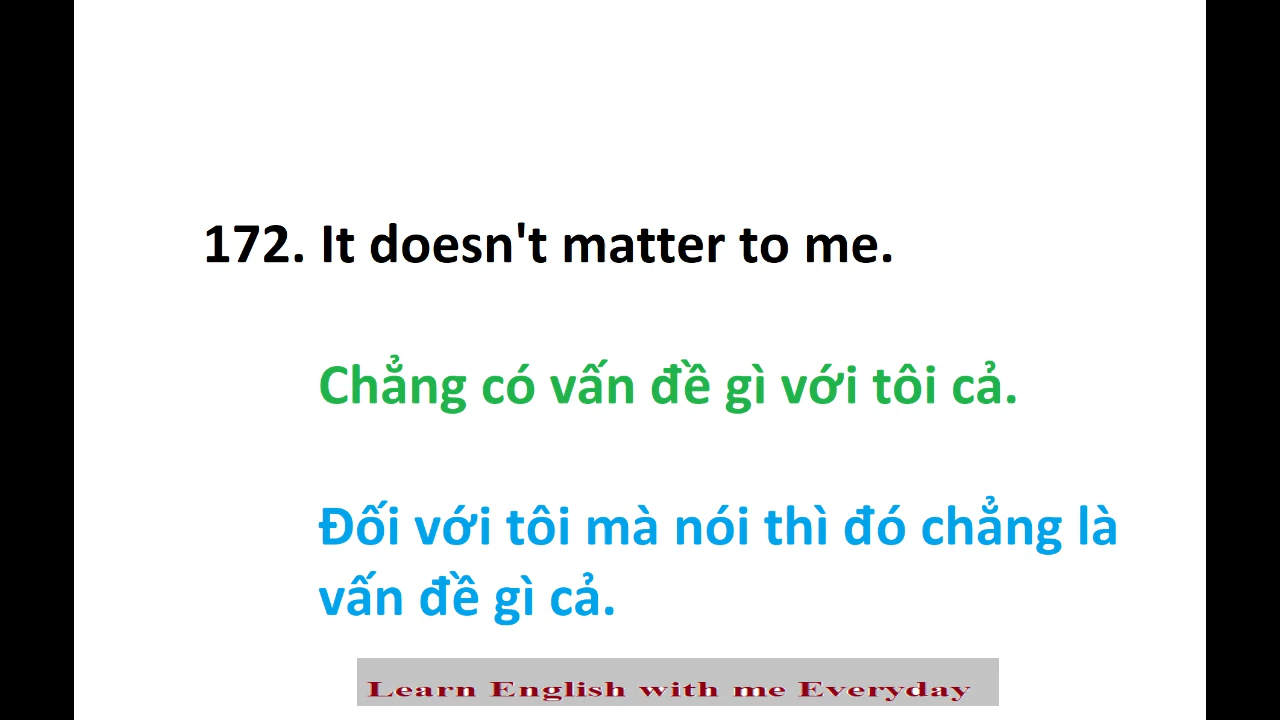 172. It doesn't matter to me.
Chẳng có vấn đề gì với tôi cả.
Đối với tôi mà nói thì đó chẳng là
vấn đề gì cả.
Learn English with me Everyday